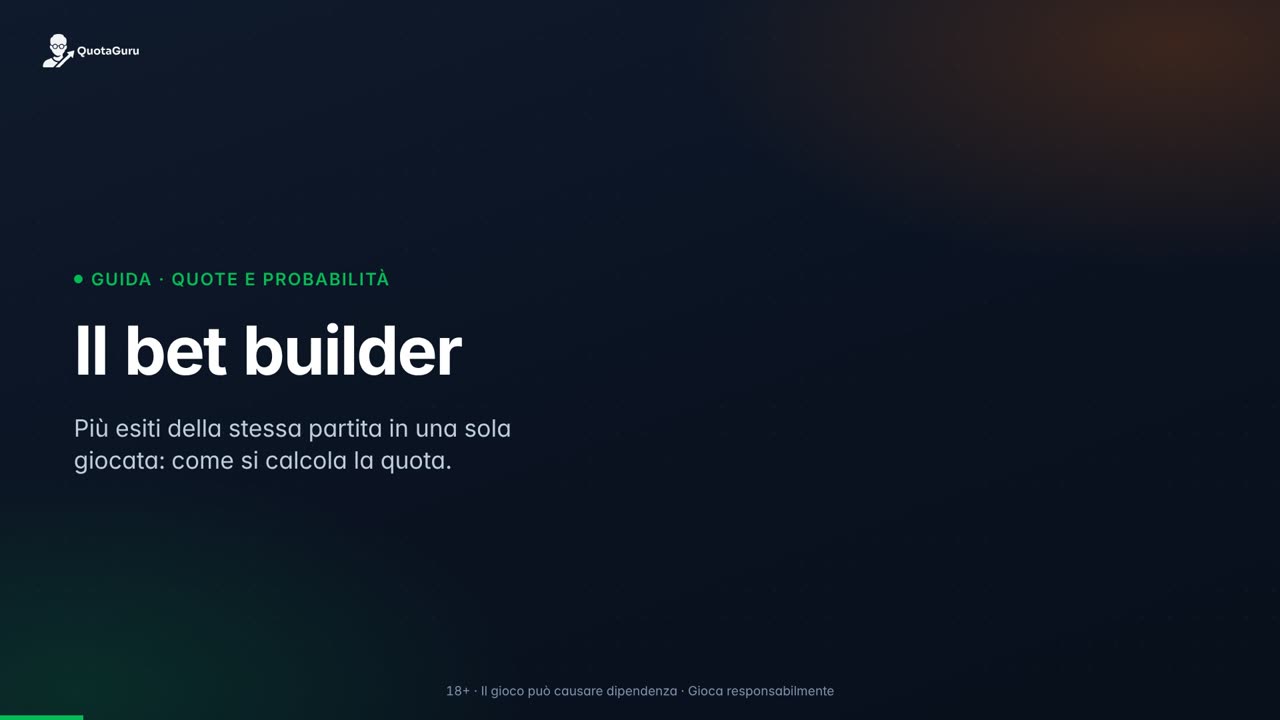 QuotaGuru
GUIDA · QUOTE E PROBABILITÀ
Il bet builder
Più esiti della stessa partita in una sola
giocata: come si calcola la quota.
18+ · Il gioco può causare dipendenza · Gioca responsabilmente